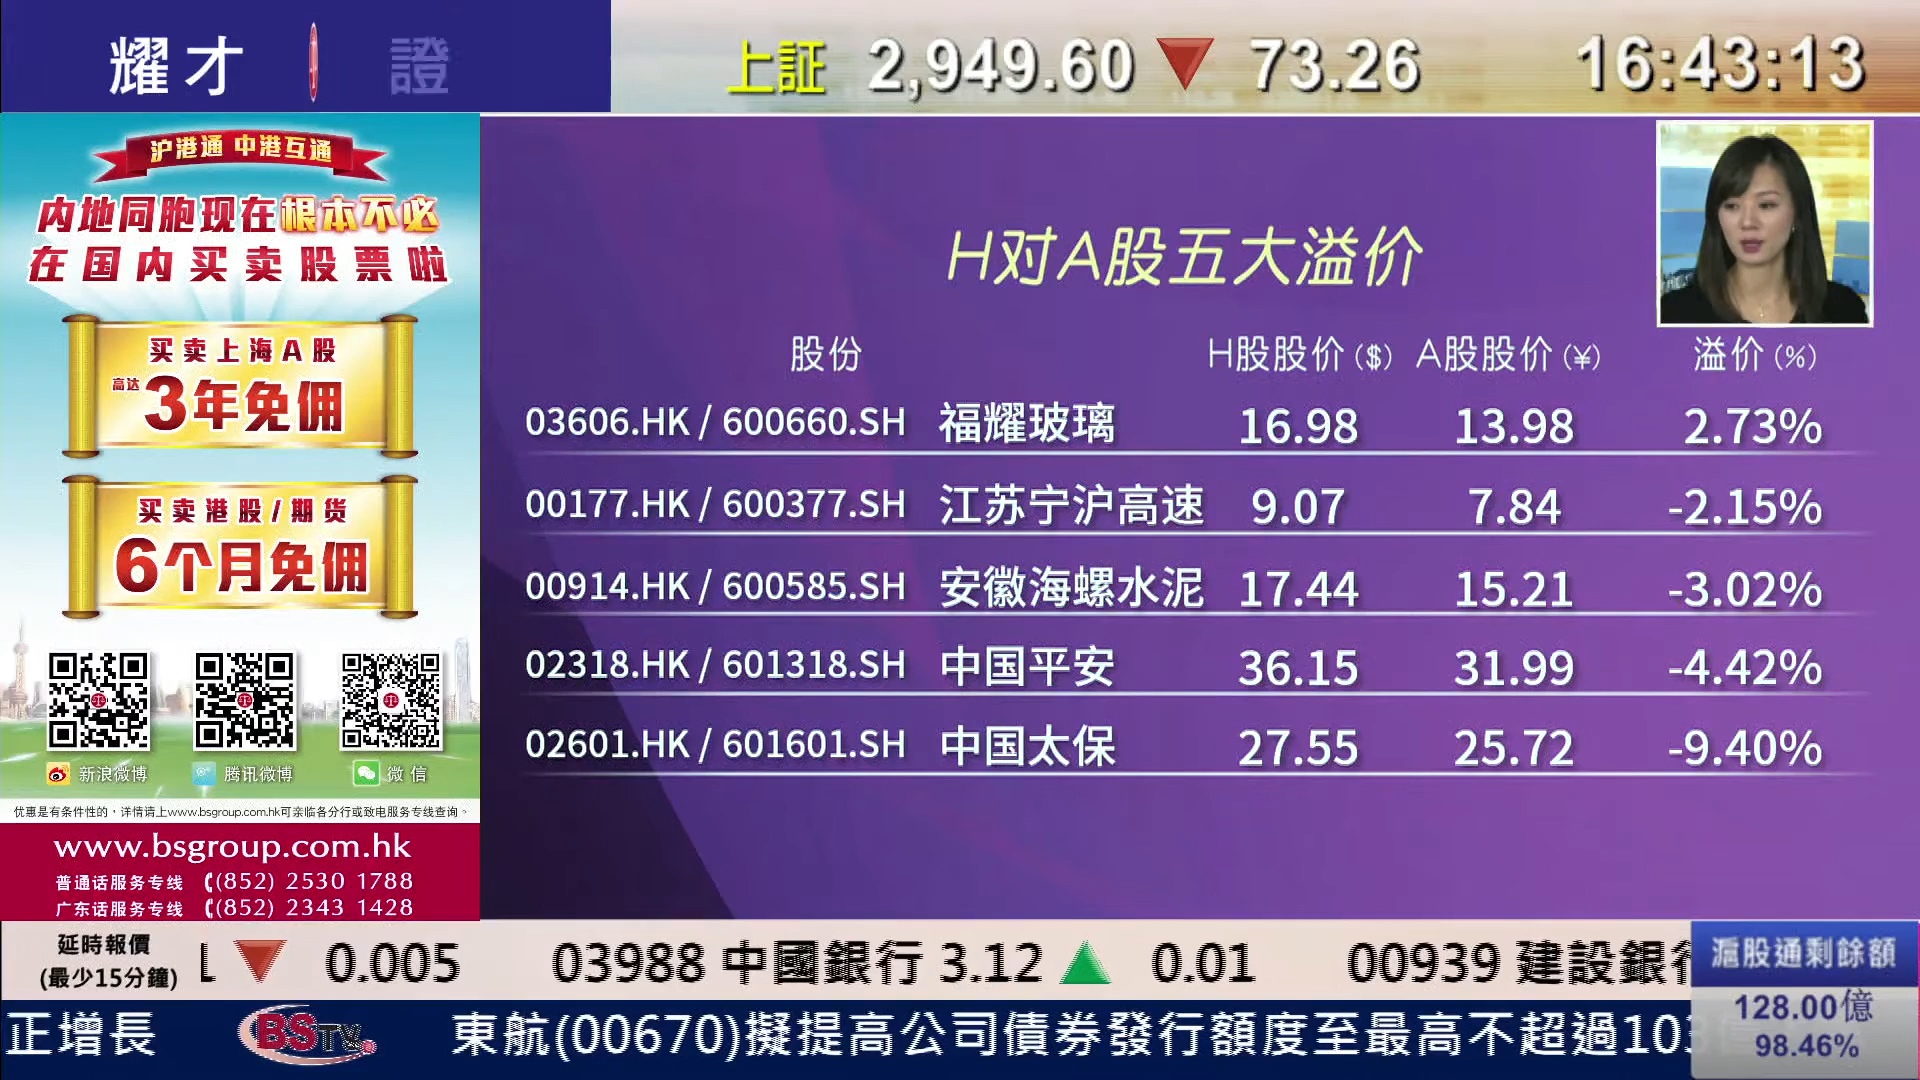 耀才 證
上証 2,949.60 ▼ 73.26 16:43:13
沪港通 中港互通
内地同胞现在根本不必
在国内买卖股票啦
买卖上海A股
高达3年免佣
买卖港股/期货
6个月免佣
新浪微博 腾讯微博 微信
优惠是有条件性的，详情请上www.bsgroup.com.hk可亲临各分行或致电服务专线查询。
www.bsgroup.com.hk
普通话服务专线 (852) 2530 1788
广东话服务专线 (852) 2343 1428
H对A股五大溢价
股份 H股股价($) A股股价(¥) 溢价(%)
03606.HK / 600660.SH 福耀玻璃 16.98 13.98 2.73%
00177.HK / 600377.SH 江苏宁沪高速 9.07 7.84 -2.15%
00914.HK / 600585.SH 安徽海螺水泥 17.44 15.21 -3.02%
02318.HK / 601318.SH 中国平安 36.15 31.99 -4.42%
02601.HK / 601601.SH 中国太保 27.55 25.72 -9.40%
延時報價
(最少15分鐘)
▼ 0.005 03988 中國銀行 3.12 ▲ 0.01 00939 建設銀行
滬股通剩餘額
128.00億
98.46%
正增長 BSTV 東航(00670)擬提高公司債券發行額度至最高不超過103